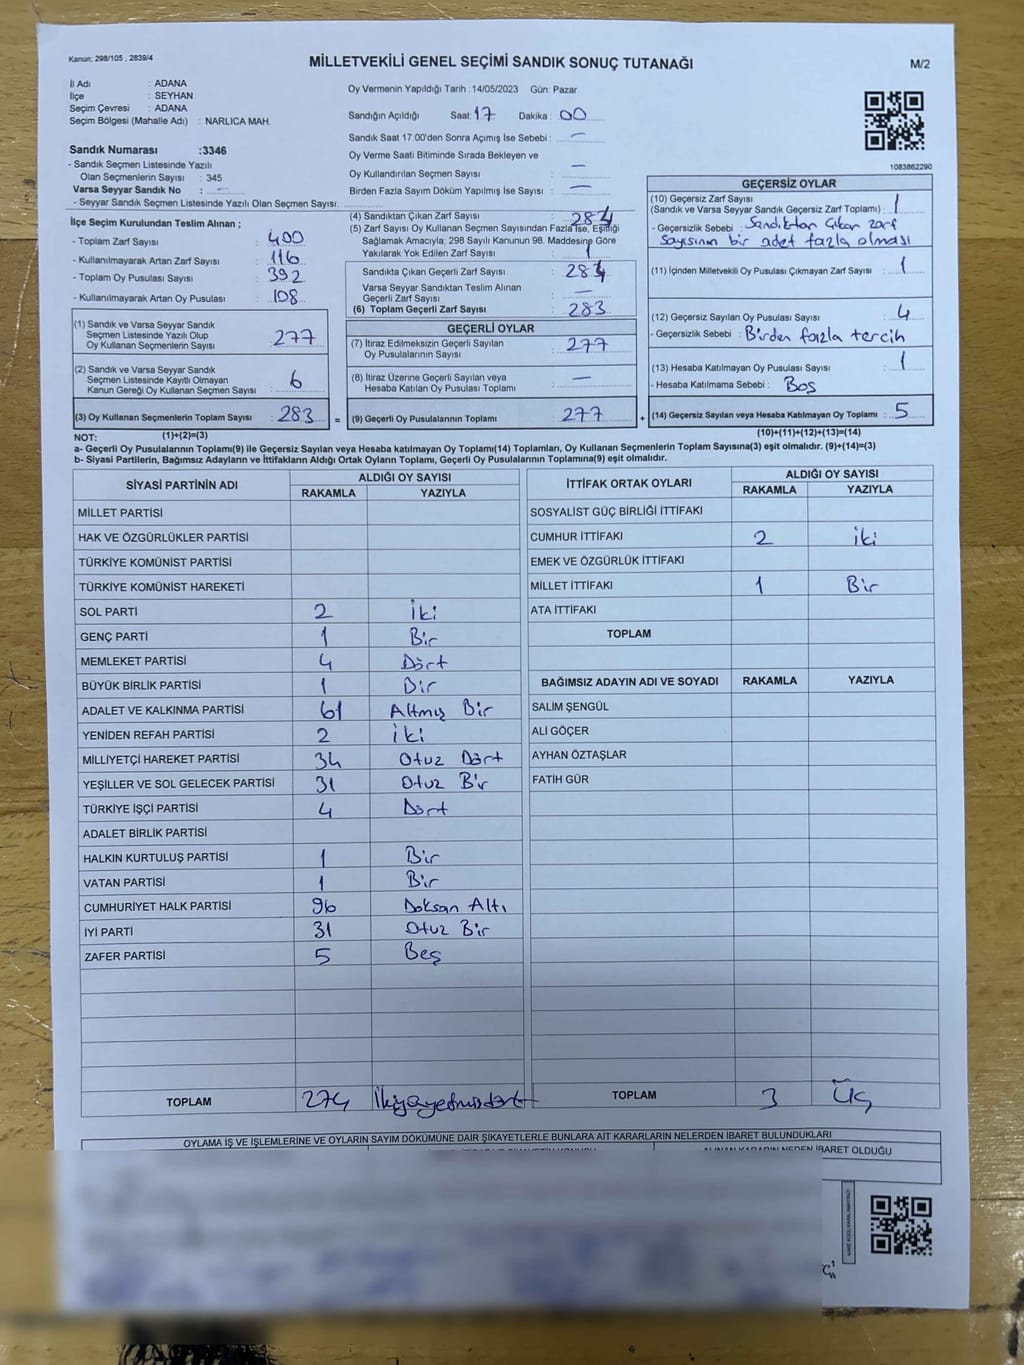 Kanun; 298/105 , 2839/4
MİLLETVEKİLİ GENEL SEÇİMİ SANDIK SONUÇ TUTANAĞI
M/2
İl Adı : ADANA
İlçe : SEYHAN
Seçim Çevresi : ADANA
Seçim Bölgesi (Mahalle Adı) : NARLICA MAH.
Sandık Numarası :3346
- Sandık Seçmen Listesinde Yazılı
Olan Seçmenlerin Sayısı : 345
Varsa Seyyar Sandık No : —
- Seyyar Sandık Seçmen Listesinde Yazılı Olan Seçmen Sayısı:
Oy Vermenin Yapıldığı Tarih :14/05/2023 Gün: Pazar
Sandığın Açıldığı Saat: 17 Dakika : 00
Sandık Saat 17:00'den Sonra Açımış İse Sebebi : —
Oy Verme Saati Bitiminde Sırada Bekleyen ve
Oy Kullandırılan Seçmen Sayısı : —
Birden Fazla Sayım Döküm Yapılmış İse Sayısı : —
1083862290
İlçe Seçim Kurulundan Teslim Alınan ;
- Toplam Zarf Sayısı : 400
- Kullanılmayarak Artan Zarf Sayısı : 116
- Toplam Oy Pusulası Sayısı : 392
- Kullanılmayarak Artan Oy Pusulası : 108
(1) Sandık ve Varsa Seyyar Sandık
Seçmen Listesinde Yazılı Olup
Oy Kullanan Seçmenlerin Sayısı : 277
(2) Sandık ve Varsa Seyyar Sandık
Seçmen Listesinde Kayıtlı Olmayan
Kanun Gereği Oy Kullanan Seçmen Sayısı : 6
(3) Oy Kullanan Seçmenlerin Toplam Sayısı : 283 =
(1)+(2)=(3)
(4) Sandıktan Çıkan Zarf Sayısı : 284
(5) Zarf Sayısı Oy Kullanan Seçmen Sayısından Fazla İse, Eşitliği
Sağlamak Amacıyla; 298 Sayılı Kanunun 98. Maddesine Göre
Yakılarak Yok Edilen Zarf Sayısı : 1
Sandıkta Çıkan Geçerli Zarf Sayısı : 284
Varsa Seyyar Sandıktan Teslim Alınan
Geçerli Zarf Sayısı : —
(6) Toplam Geçerli Zarf Sayısı : 283
GEÇERLİ OYLAR
(7) İtiraz Edilmeksizin Geçerli Sayılan
Oy Pusulalarının Sayısı : 277
(8) İtiraz Üzerine Geçerli Sayılan veya
Hesaba Katılan Oy Pusulası Toplamı : —
(9) Geçerli Oy Pusulalarının Toplamı : 277 +
GEÇERSİZ OYLAR
(10) Geçersiz Zarf Sayısı
(Sandık ve Varsa Seyyar Sandık Geçersiz Zarf Toplamı) : 1
- Geçersizlik Sebebi : Sandıktan çıkan zarf
sayısının bir adet fazla olması
(11) İçinden Milletvekili Oy Pusulası Çıkmayan Zarf Sayısı : 1
(12) Geçersiz Sayılan Oy Pusulası Sayısı : 4
- Geçersizlik Sebebi : Birden fazla tercih
(13) Hesaba Katılmayan Oy Pusulası Sayısı : 1
- Hesaba Katılmama Sebebi : Boş
(14) Geçersiz Sayılan veya Hesaba Katılmayan Oy Toplamı : 5
(10)+(11)+(12)+(13)=(14)
NOT:
a- Geçerli Oy Pusulalarının Toplamı(9) ile Geçersiz Sayılan veya Hesaba katılmayan Oy Toplamı(14) Toplamları, Oy Kullanan Seçmenlerin Toplam Sayısına(3) eşit olmalıdır. (9)+(14)=(3)
b- Siyasi Partilerin, Bağımsız Adayların ve İttifakların Aldığı Ortak Oyların Toplamı, Geçerli Oy Pusulalarının Toplamına(9) eşit olmalıdır.
SİYASİ PARTİNİN ADI ALDIĞI OY SAYISI
RAKAMLA YAZIYLA
MİLLET PARTİSİ
HAK VE ÖZGÜRLÜKLER PARTİSİ
TÜRKİYE KOMÜNİST PARTİSİ
TÜRKİYE KOMÜNİST HAREKETİ
SOL PARTİ 2 İki
GENÇ PARTİ 1 Bir
MEMLEKET PARTİSİ 4 Dört
BÜYÜK BİRLİK PARTİSİ 1 Bir
ADALET VE KALKINMA PARTİSİ 61 Altmış Bir
YENİDEN REFAH PARTİSİ 2 İki
MİLLİYETÇİ HAREKET PARTİSİ 34 Otuz Dört
YEŞİLLER VE SOL GELECEK PARTİSİ 31 Otuz Bir
TÜRKİYE İŞÇİ PARTİSİ 4 Dört
ADALET BİRLİK PARTİSİ
HALKIN KURTULUŞ PARTİSİ 1 Bir
VATAN PARTİSİ 1 Bir
CUMHURİYET HALK PARTİSİ 96 Doksan Altı
İYİ PARTİ 31 Otuz Bir
ZAFER PARTİSİ 5 Beş
TOPLAM 274 İkiyüzyetmişdört
İTTİFAK ORTAK OYLARI ALDIĞI OY SAYISI
RAKAMLA YAZIYLA
SOSYALİST GÜÇ BİRLİĞİ İTTİFAKI
CUMHUR İTTİFAKI 2 İki
EMEK VE ÖZGÜRLÜK İTTİFAKI
MİLLET İTTİFAKI 1 Bir
ATA İTTİFAKI
TOPLAM
BAĞIMSIZ ADAYIN ADI VE SOYADI RAKAMLA YAZIYLA
SALİM ŞENGÜL
ALİ GÖÇER
AYHAN ÖZTAŞLAR
FATİH GÜR
TOPLAM 3 Üç
OYLAMA İŞ VE İŞLEMLERİNE VE OYLARIN SAYIM DÖKÜMÜNE DAİR ŞİKAYETLERLE BUNLARA AİT KARARLARIN NELERDEN İBARET BULUNDUKLARI
ALINAN KARARIN NEDEN İBARET OLDUĞU